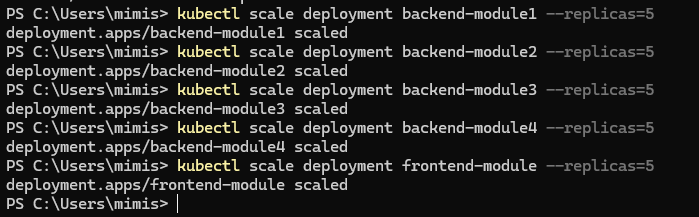 PS C:\Users\mimis> kubectl scale deployment backend-module1 --replicas=5
deployment.apps/backend-module1 scaled
PS C:\Users\mimis> kubectl scale deployment backend-module2 --replicas=5
deployment.apps/backend-module2 scaled
PS C:\Users\mimis> kubectl scale deployment backend-module3 --replicas=5
deployment.apps/backend-module3 scaled
PS C:\Users\mimis> kubectl scale deployment backend-module4 --replicas=5
deployment.apps/backend-module4 scaled
PS C:\Users\mimis> kubectl scale deployment frontend-module --replicas=5
deployment.apps/frontend-module scaled
PS C:\Users\mimis>